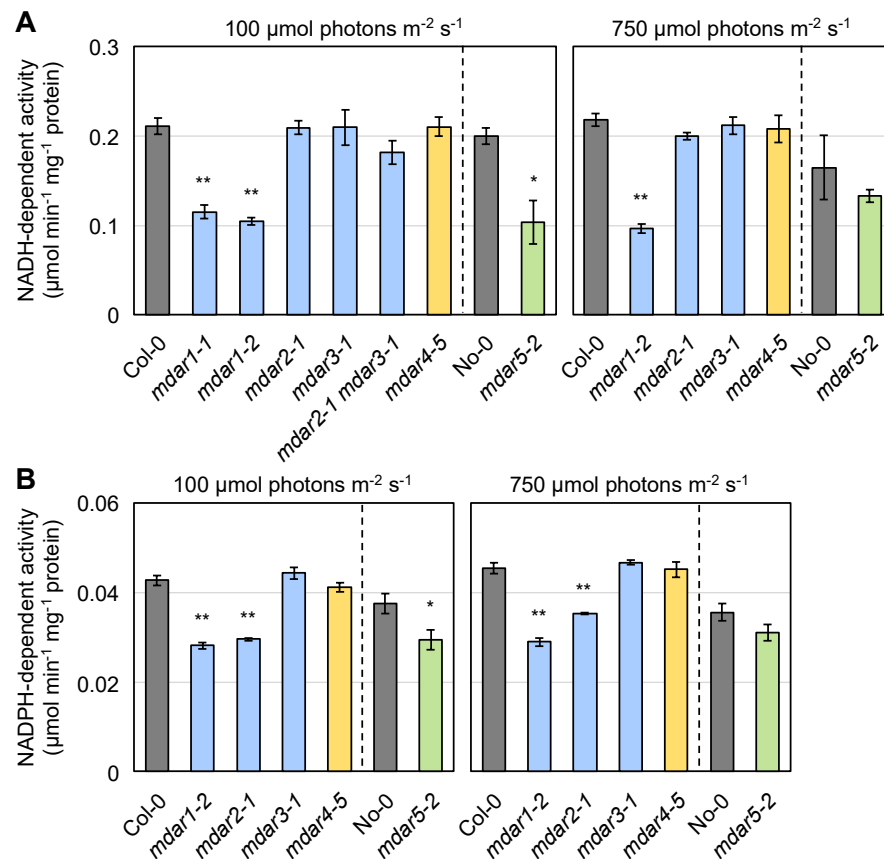 A
100 µmol photons m⁻² s⁻¹
750 µmol photons m⁻² s⁻¹
NADH-dependent activity
(µmol min⁻¹ mg⁻¹ protein)
0.3
0.2
0.1
0
** ** *
**
Col-0 mdar1-1 mdar1-2 mdar2-1 mdar3-1 mdar2-1 mdar3-1 mdar4-5 No-0 mdar5-2
Col-0 mdar1-2 mdar2-1 mdar3-1 mdar4-5 No-0 mdar5-2
B
100 µmol photons m⁻² s⁻¹
750 µmol photons m⁻² s⁻¹
NADPH-dependent activity
(µmol min⁻¹ mg⁻¹ protein)
0.06
0.04
0.02
0
** ** *
** **
Col-0 mdar1-2 mdar2-1 mdar3-1 mdar4-5 No-0 mdar5-2
Col-0 mdar1-2 mdar2-1 mdar3-1 mdar4-5 No-0 mdar5-2